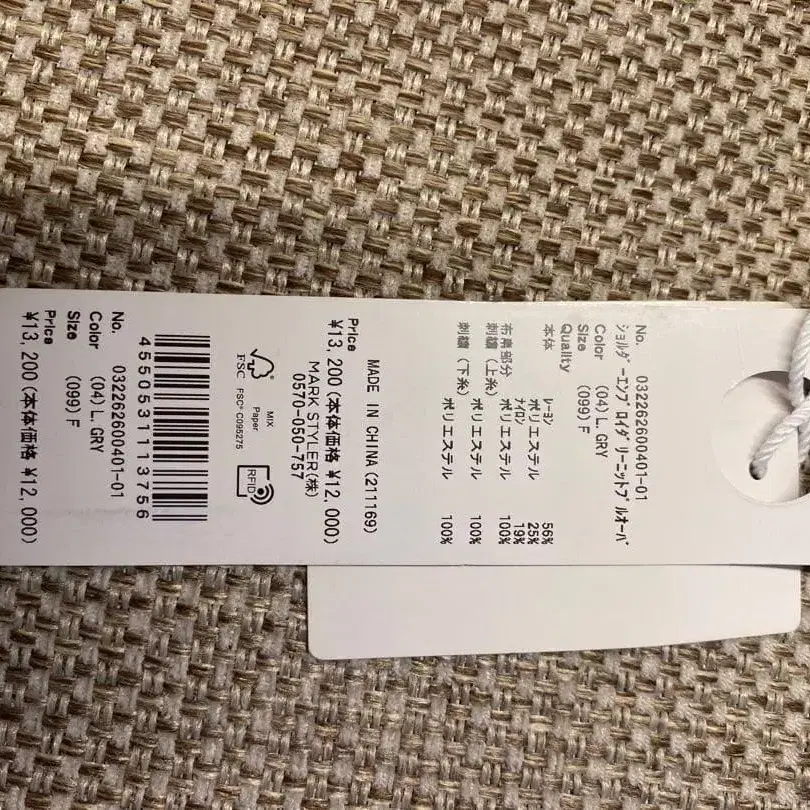 No. 032262600401-01
ｼｮﾙﾀﾞｰｴﾝﾌﾞﾛｲﾀﾞﾘｰﾆｯﾄﾌﾟﾙｵｰﾊﾞ
Color (04) L. GRY
Size (099) F
Quality
本体 ﾚｰﾖﾝ 56%
ポリエステル 25%
ﾅｲﾛﾝ 19%
布帛部分 ポリエステル 100%
刺繍（上糸） ポリエステル 100%
刺繍（下糸） ポリエステル 100%
MADE IN CHINA (211169)
Price
¥13, 200 (本体価格 ¥12, 000)
MARK STYLER(株)
0570-050-757
MIX
Paper
FSC FSC® C095275
RFID
4550531113756
No. 032262600401-01
Color (04) L. GRY
Size (099) F
Price
¥13, 200 (本体価格 ¥12, 000)